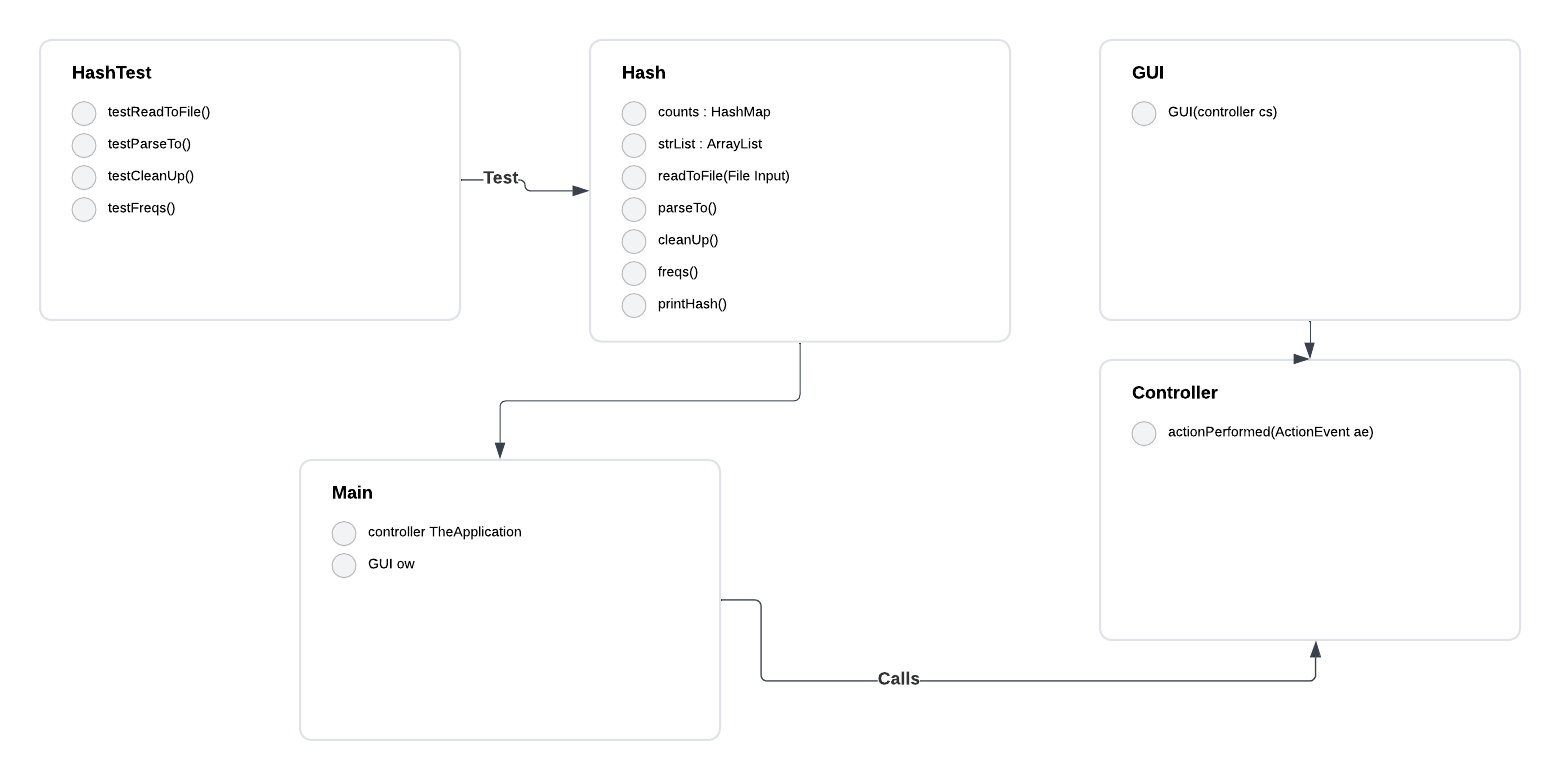 HashTest
testReadToFile()
testParseTo()
testCleanUp()
testFreqs()
Test
Hash
counts : HashMap
strList : ArrayList
readToFile(File Input)
parseTo()
cleanUp()
freqs()
printHash()
GUI
GUI(controller cs)
Controller
actionPerformed(ActionEvent ae)
Main
controller TheApplication
GUI ow
Calls